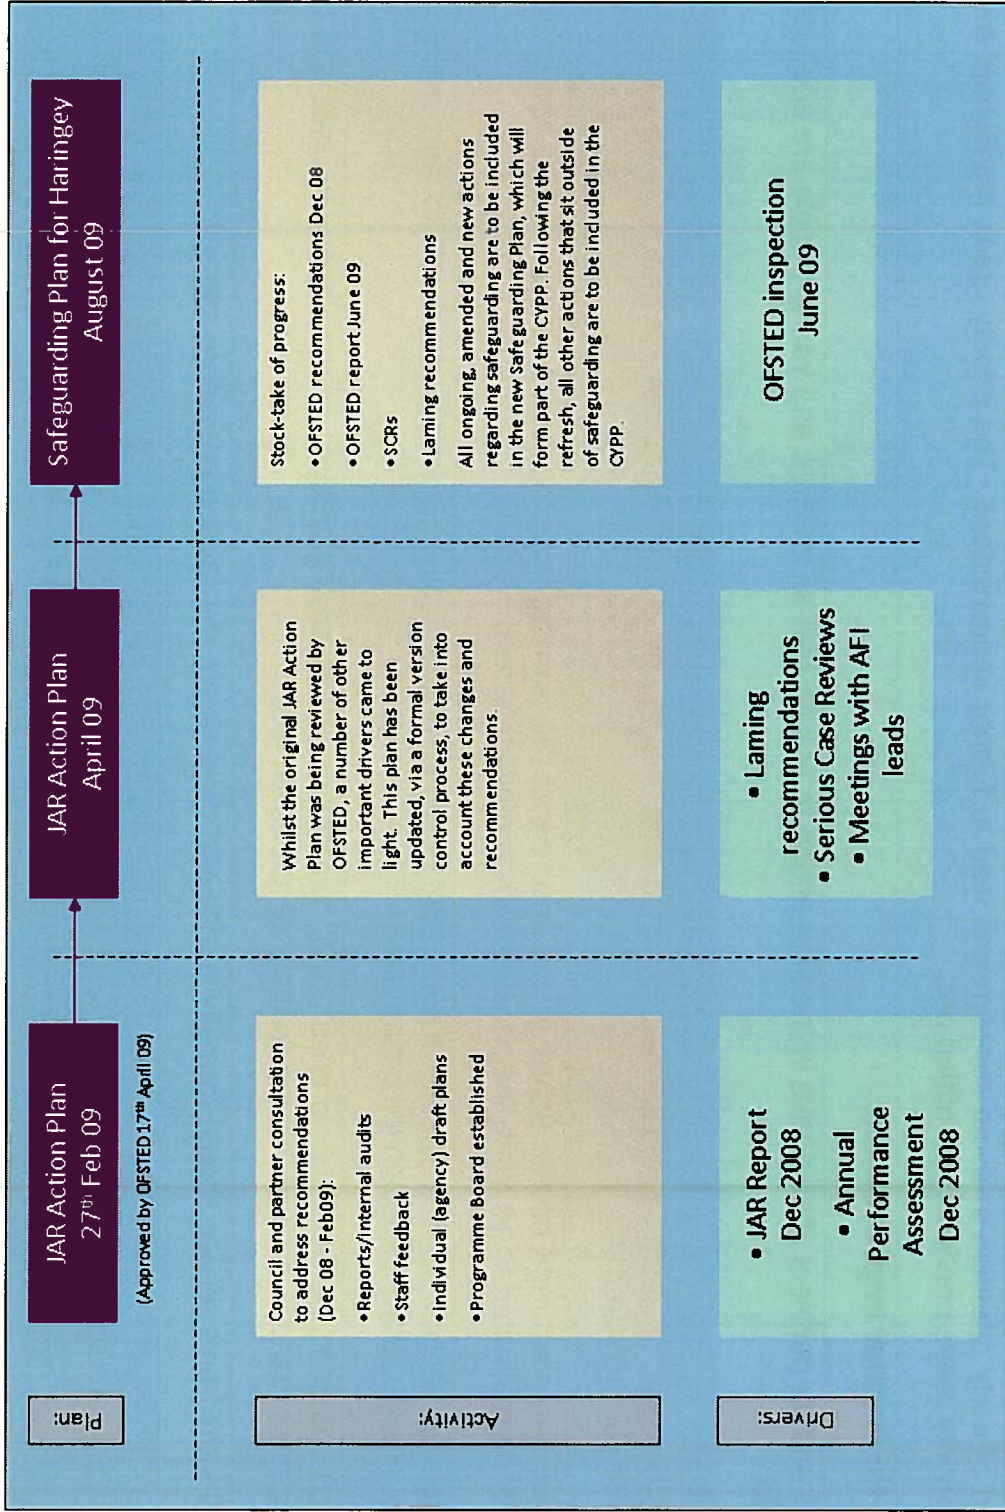 Plan:
JAR Action Plan
27th Feb 09
(Approved by OFSTED 17th April 09)
JAR Action Plan
April 09
Safeguarding Plan for Haringey
August 09
Activity:
Council and partner consultation
to address recommendations
(Dec 08 - Feb09):
•Reports/Internal audits
•Staff feedback
•Individual (agency) draft plans
•Programme Board established
Whilst the original JAR Action
Plan was being reviewed by
OFSTED, a number of other
important drivers came to
light. This plan has been
updated, via a formal version
control process, to take into
account these changes and
recommendations.
Stock-take of progress:
•OFSTED recommendations Dec 08
•OFSTED report June 09
•SCRs
•Laming recommendations
All ongoing, amended and new actions
regarding safeguarding are to be included
in the new Safeguarding Plan, which will
form part of the CYPP. Following the
refresh, all other actions that sit outside
of safeguarding are to be included in the
CYPP.
Drivers:
• JAR Report
Dec 2008
• Annual
Performance
Assessment
Dec 2008
• Laming
recommendations
• Serious Case Reviews
• Meetings with AFI
leads
OFSTED inspection
June 09